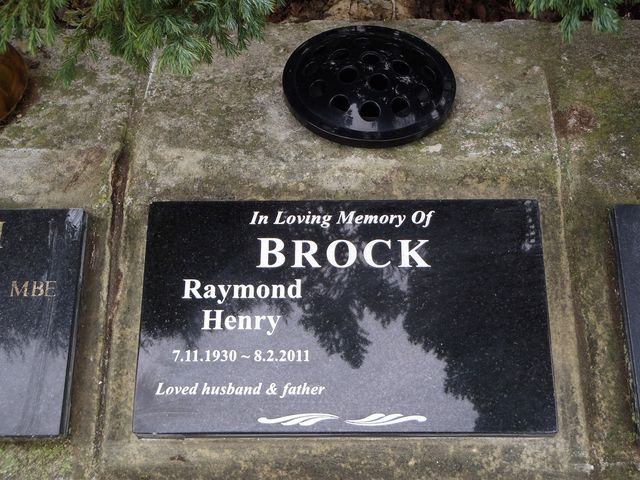 In Loving Memory Of
BROCK
Raymond
Henry
7.11.1930 ~ 8.2.2011
Loved husband & father
MBE